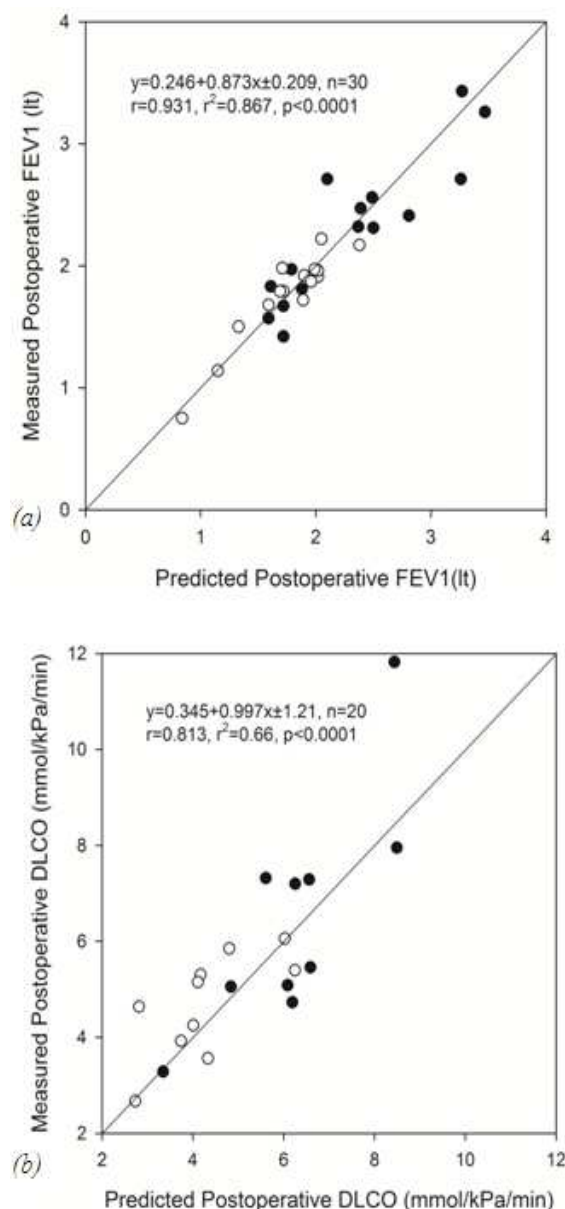 4
y=0.246+0.873x±0.209, n=30
r=0.931, r²=0.867, p<0.0001
3
2
1
0
Measured Postoperative FEV1 (lt)
(a)
0 1 2 3 4
Predicted Postoperative FEV1(lt)
12
y=0.345+0.997x±1.21, n=20
r=0.813, r²=0.66, p<0.0001
10
8
6
4
2
Measured Postoperative DLCO (mmol/kPa/min)
(b)
2 4 6 8 10 12
Predicted Postoperative DLCO (mmol/kPa/min)